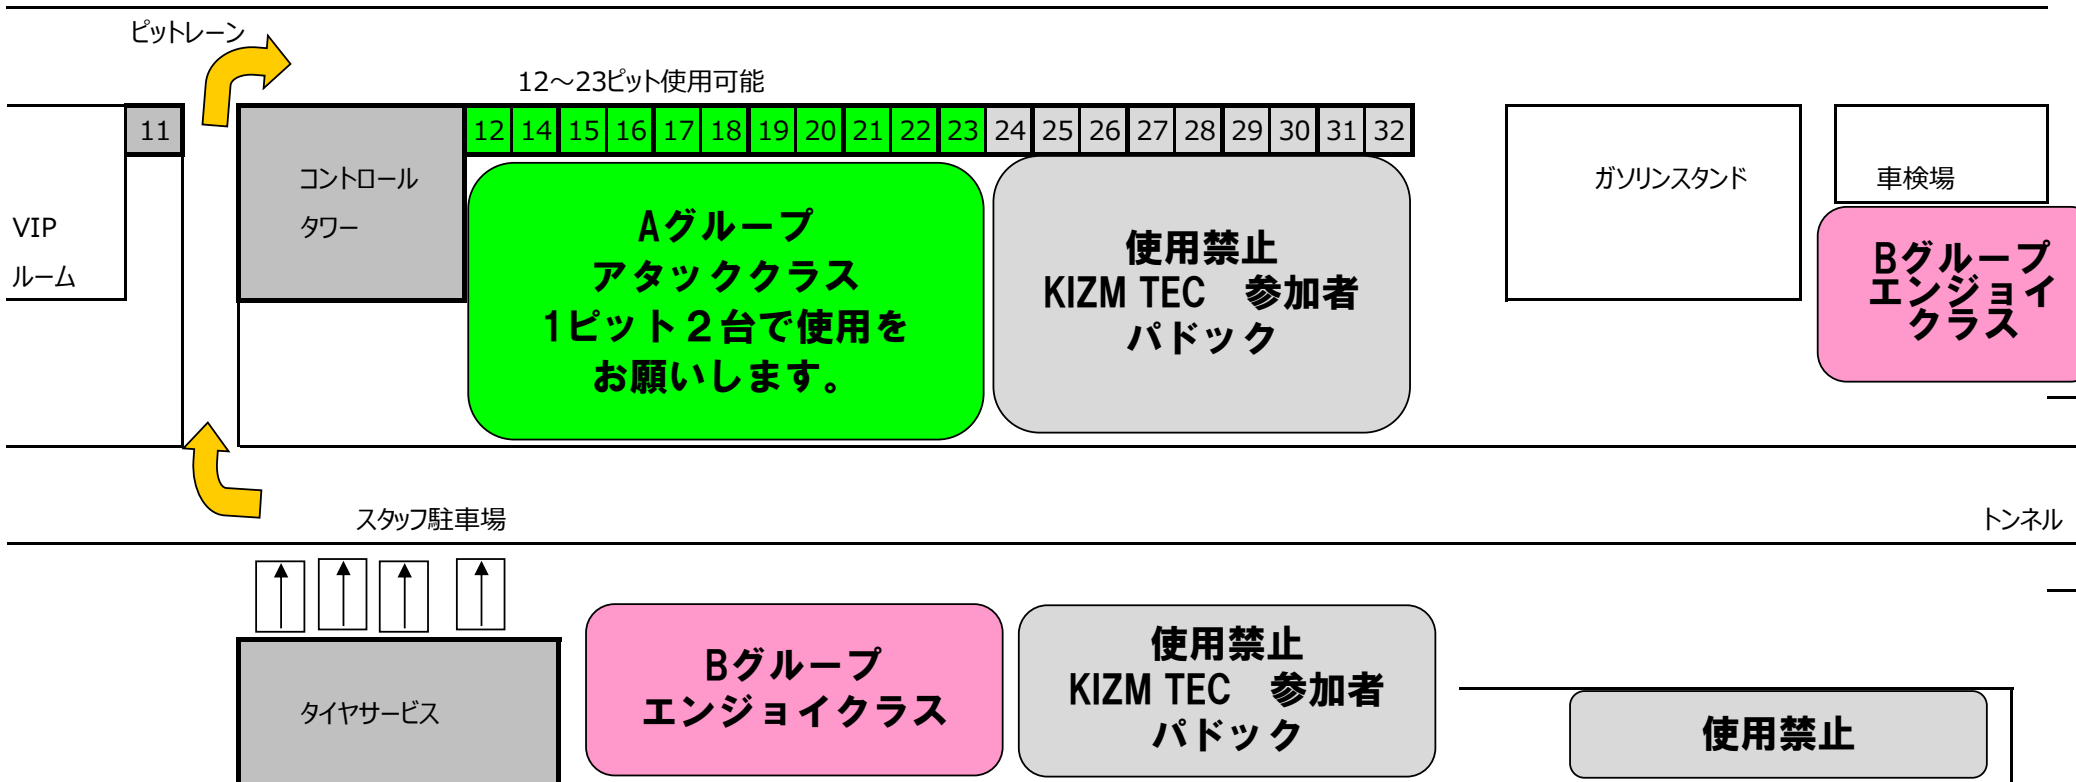 ピットレーン
12～23ピット使用可能
11
12 14 15 16 17 18 19 20 21 22 23 24 25 26 27 28 29 30 31 32
VIP
ルーム
コントロール
タワー
Aグループ
アタッククラス
1ピット２台で使用を
お願いします。
使用禁止
KIZM TEC　参加者
パドック
ガソリンスタンド
車検場
Bグループ
エンジョイ
クラス
スタッフ駐車場
トンネル
タイヤサービス
Bグループ
エンジョイクラス
使用禁止
KIZM TEC　参加者
パドック
使用禁止